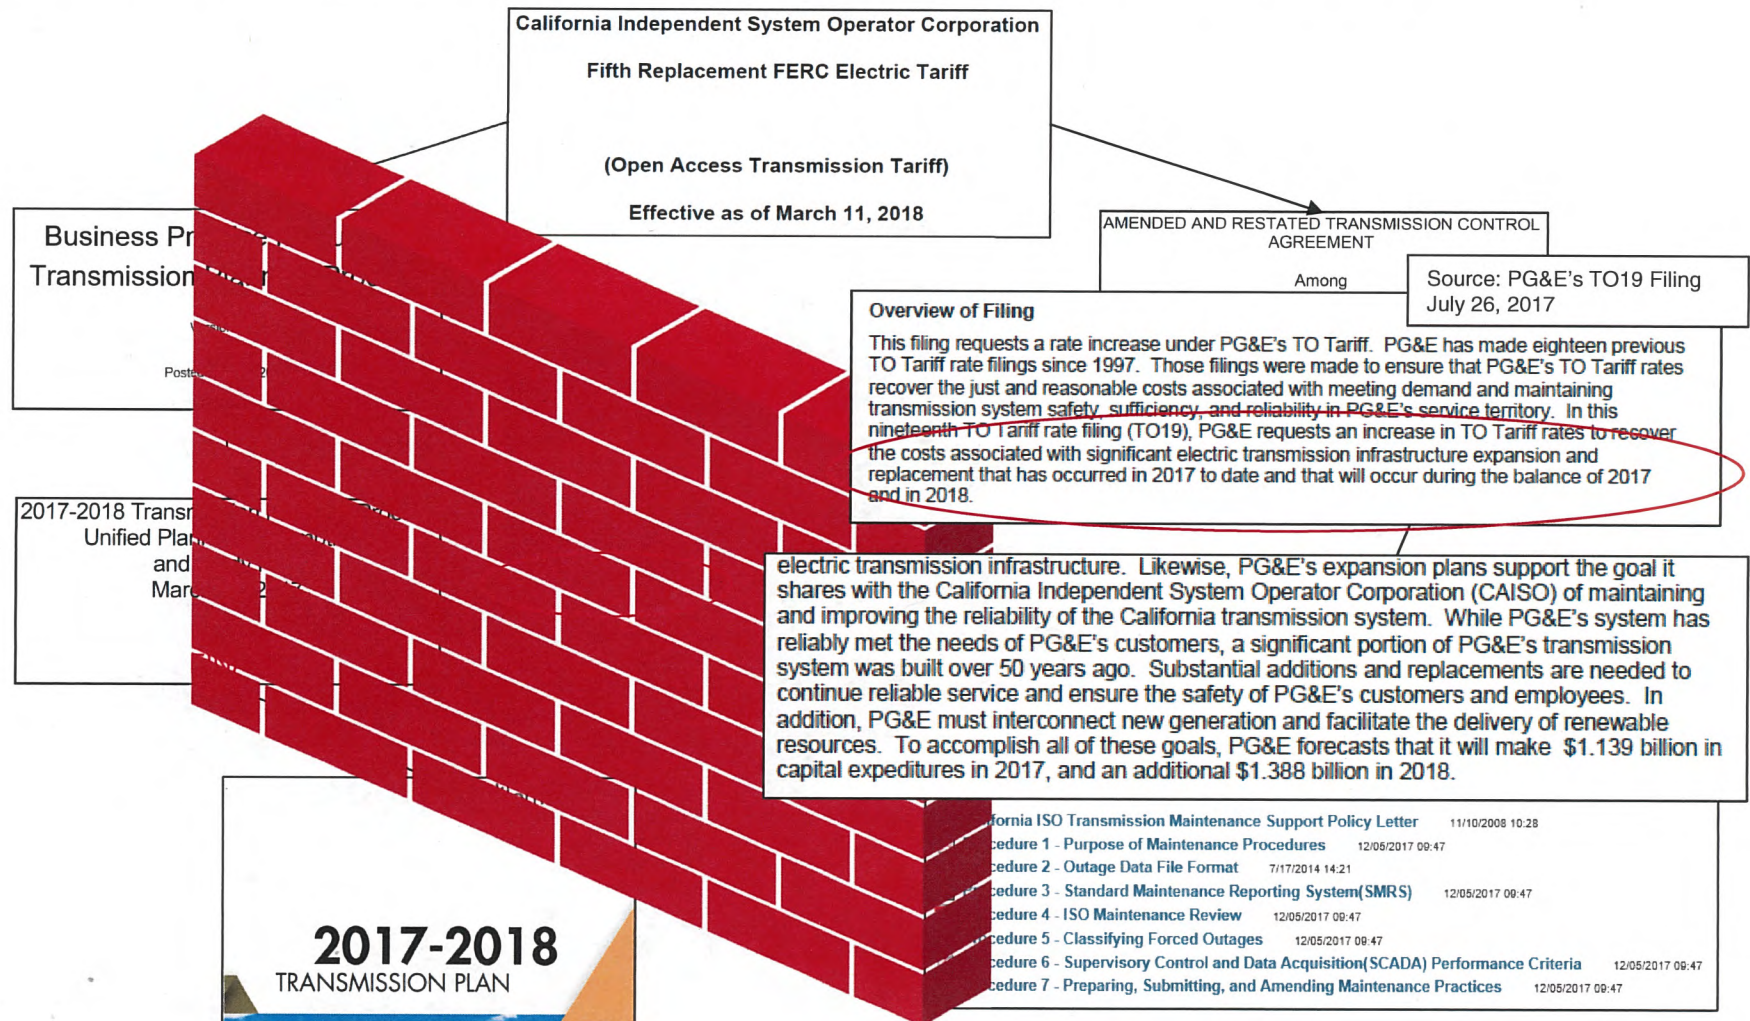 California Independent System Operator Corporation
Fifth Replacement FERC Electric Tariff
(Open Access Transmission Tariff)
Effective as of March 11, 2018
Business
Transmission
2017-2018
Unified
and
2017-2018
TRANSMISSION PLAN
AMENDED AND RESTATED TRANSMISSION CONTROL
AGREEMENT
Among
Source: PG&E's TO19 Filing
July 26, 2017
Overview of Filing
This filing requests a rate increase under PG&E's TO Tariff. PG&E has made eighteen previous
TO Tariff rate filings since 1997. Those filings were made to ensure that PG&E's TO Tariff rates
recover the just and reasonable costs associated with meeting demand and maintaining
transmission system safety, sufficiency, and reliability in PG&E's service territory. In this
nineteenth TO Tariff rate filing (TO19), PG&E requests an increase in TO Tariff rates to recover
the costs associated with significant electric transmission infrastructure expansion and
replacement that has occurred in 2017 to date and that will occur during the balance of 2017
and in 2018.
electric transmission infrastructure. Likewise, PG&E's expansion plans support the goal it
shares with the California Independent System Operator Corporation (CAISO) of maintaining
and improving the reliability of the California transmission system. While PG&E's system has
reliably met the needs of PG&E's customers, a significant portion of PG&E's transmission
system was built over 50 years ago. Substantial additions and replacements are needed to
continue reliable service and ensure the safety of PG&E's customers and employees. In
addition, PG&E must interconnect new generation and facilitate the delivery of renewable
resources. To accomplish all of these goals, PG&E forecasts that it will make $1.139 billion in
capital expeditures in 2017, and an additional $1.388 billion in 2018.
fornia ISO Transmission Maintenance Support Policy Letter 11/10/2008 10:28
cedure 1 - Purpose of Maintenance Procedures 12/05/2017 09:47
cedure 2 - Outage Data File Format 7/17/2014 14:21
cedure 3 - Standard Maintenance Reporting System(SMRS) 12/05/2017 09:47
cedure 4 - ISO Maintenance Review 12/05/2017 09:47
cedure 5 - Classifying Forced Outages 12/05/2017 09:47
cedure 6 - Supervisory Control and Data Acquisition(SCADA) Performance Criteria 12/05/2017 09:47
cedure 7 - Preparing, Submitting, and Amending Maintenance Practices 12/05/2017 09:47